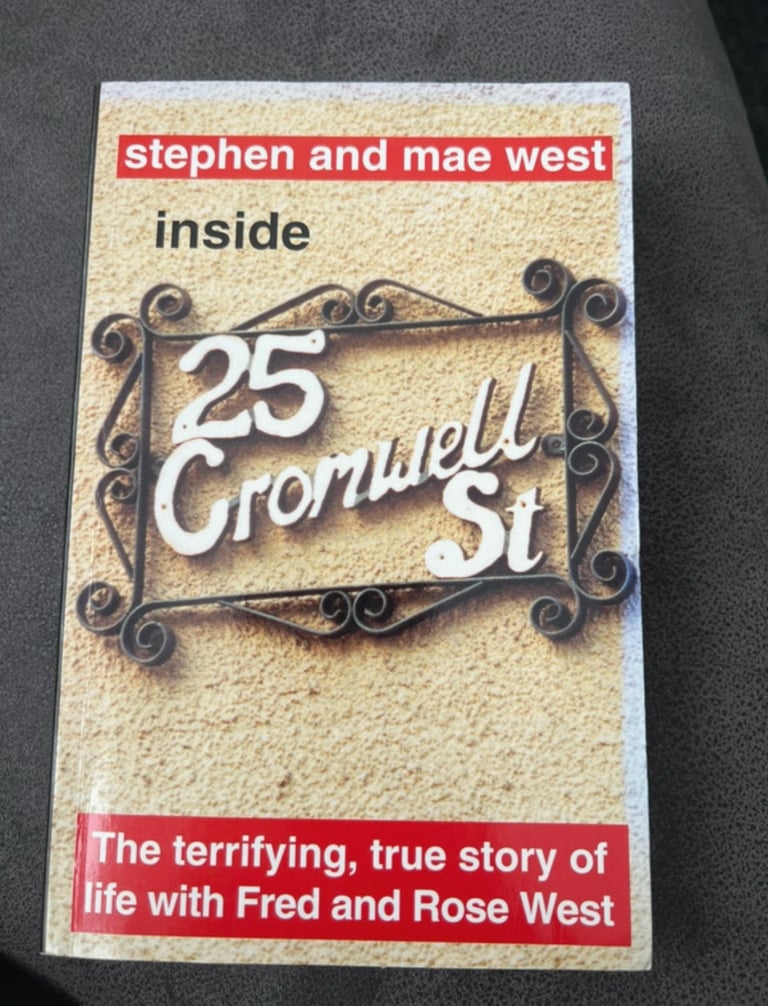 stephen and mae west
inside
25
Cromwell
St
The terrifying, true story of
life with Fred and Rose West